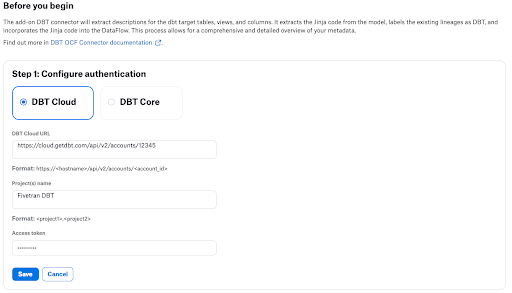 Before you begin
The add-on DBT connector will extract descriptions for the dbt target tables, views, and columns. It extracts the Jinja code from the model, labels the existing lineages as DBT, and
incorporates the Jinja code into the DataFlow. This process allows for a comprehensive and detailed overview of your metadata.
Find out more in DBT OCF Connector documentation.
Step 1: Configure authentication
DBT Cloud
DBT Core
DBT Cloud URL
https://cloud.getdbt.com/api/v2/accounts/12345
Format: https://<hostname>/api/v2/accounts/<account_id>
Project(s) name
Fivetran DBT
Format: <project1>,<project2>
Access token
•••••••••
Save
Cancel